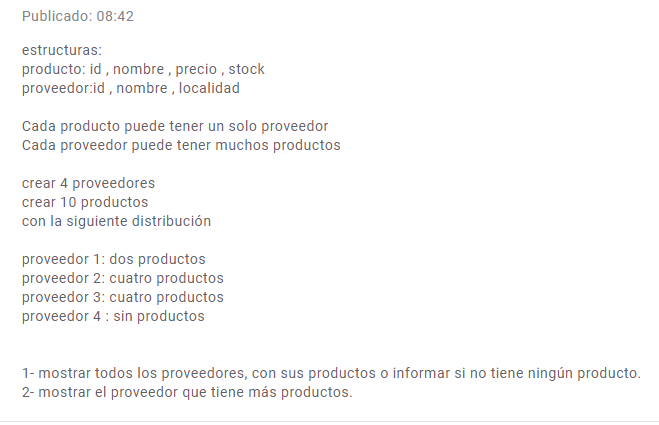 Publicado: 08:42
estructuras:
producto: id , nombre , precio , stock
proveedor:id , nombre , localidad
Cada producto puede tener un solo proveedor
Cada proveedor puede tener muchos productos
crear 4 proveedores
crear 10 productos
con la siguiente distribución
proveedor 1: dos productos
proveedor 2: cuatro productos
proveedor 3: cuatro productos
proveedor 4 : sin productos
1- mostrar todos los proveedores, con sus productos o informar si no tiene ningún producto.
2- mostrar el proveedor que tiene más productos.